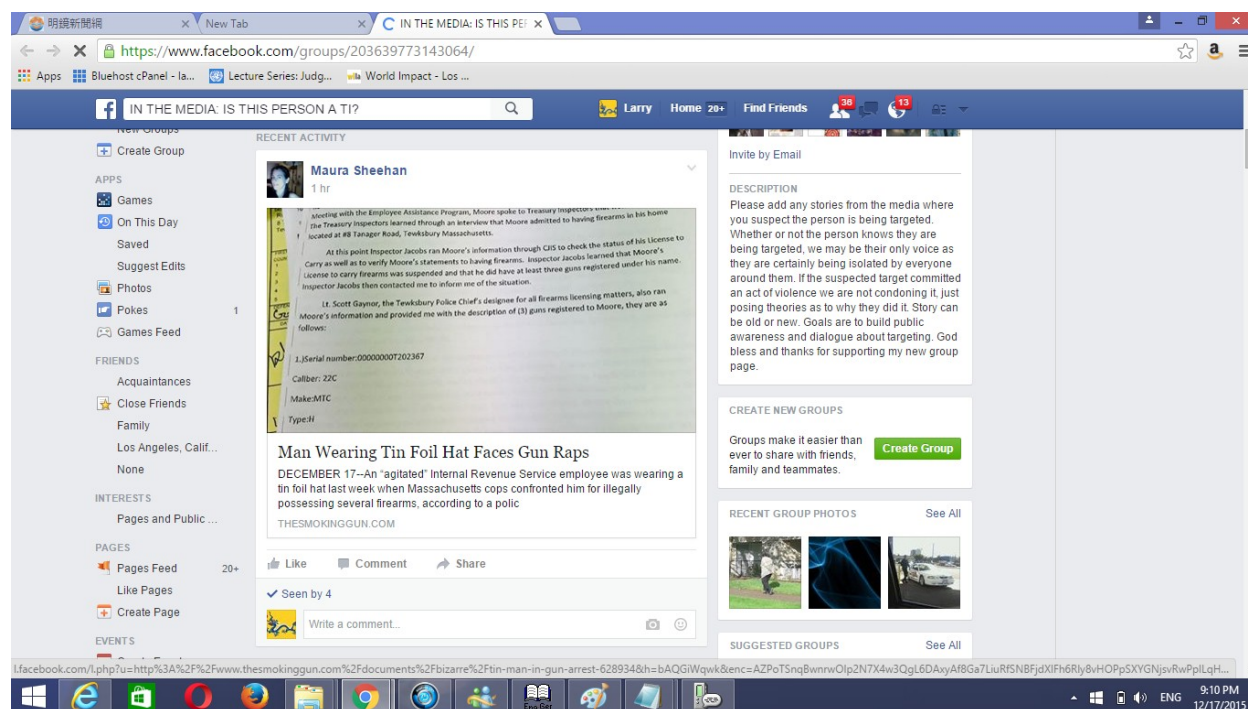 明鏡新聞網
New Tab
IN THE MEDIA: IS THIS PE
https://www.facebook.com/groups/203639773143064/
Apps
Bluehost cPanel - la...
Lecture Series: Judg...
World Impact - Los ...
IN THE MEDIA: IS THIS PERSON A TI?
Larry
Home 20+
Find Friends
38
13
New Groups
Create Group
APPS
Games
On This Day
Saved
Suggest Edits
Photos
Pokes 1
Games Feed
FRIENDS
Acquaintances
Close Friends
Family
Los Angeles, Calif...
None
INTERESTS
Pages and Public ...
PAGES
Pages Feed 20+
Like Pages
Create Page
EVENTS
RECENT ACTIVITY
Maura Sheehan
1 hr
Meeting with the Employee Assistance Program, Moore spoke to Treasury Inspectors
The Treasury Inspectors learned through an interview that Moore admitted to having firearms in his home
located at #8 Tanager Road, Tewksbury Massachusetts.
At this point Inspector Jacobs ran Moore's information through CJIS to check the status of his License to
Carry as well as to verify Moore's statements to having firearms. Inspector Jacobs learned that Moore's
License to carry firearms was suspended and that he did have at least three guns registered under his name.
Inspector Jacobs then contacted me to inform me of the situation.
Lt. Scott Gaynor, the Tewksbury Police Chief's designee for all firearms licensing matters, also ran
Moore's information and provided me with the description of (3) guns registered to Moore, they are as
follows:
1.)Serial number:00000000T202367
Caliber: 22C
Make:MTC
Type:H
Man Wearing Tin Foil Hat Faces Gun Raps
DECEMBER 17--An "agitated" Internal Revenue Service employee was wearing a
tin foil hat last week when Massachusetts cops confronted him for illegally
possessing several firearms, according to a polic
THESMOKINGGUN.COM
Like
Comment
Share
Seen by 4
Write a comment...
Invite by Email
DESCRIPTION
Please add any stories from the media where
you suspect the person is being targeted.
Whether or not the person knows they are
being targeted, we may be their only voice as
they are certainly being isolated by everyone
around them. If the suspected target committed
an act of violence we are not condoning it, just
posing theories as to why they did it. Story can
be old or new. Goals are to build public
awareness and dialogue about targeting. God
bless and thanks for supporting my new group
page.
CREATE NEW GROUPS
Groups make it easier than
ever to share with friends,
family and teammates.
Create Group
RECENT GROUP PHOTOS
See All
SUGGESTED GROUPS
See All
ENG
9:10 PM
12/17/2015